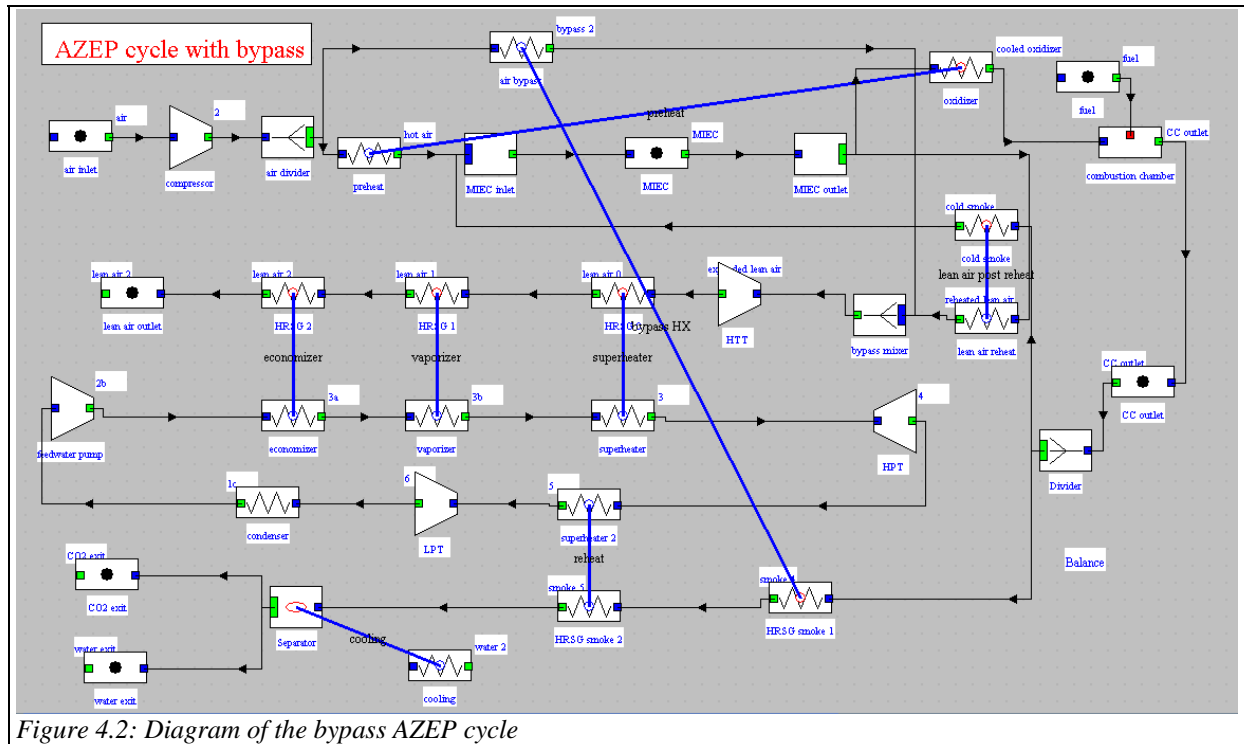 AZEP cycle with bypass
bypass 2
air bypass
cooled oxidizer
oxidizer
fuel
fuel
air
air inlet
2
compressor
air divider
hot air
preheat
preheat
MIEC inlet
MIEC
MIEC
MIEC outlet
CC outlet
combustion chamber
cold smoke
cold smoke
lean air post reheat
reheated lean air
lean air reheat
lean air 2
lean air outlet
lean air 2
HRSG 2
lean air 1
HRSG 1
lean air 0
bypass HX
expanded lean air
HTT
bypass mixer
economizer
vaporizer
superheater
CC outlet
CC outlet
2b
feedwater pump
3a
economizer
3b
vaporizer
3
superheater
4
HPT
Divider
1c
condenser
6
LPT
5
superheater 2
reheat
Balance
CO2 exit
CO2 exit
Separator
cooling
smoke 5
HRSG smoke 2
HRSG smoke 1
water exit
water exit
water 2
cooling
Figure 4.2: Diagram of the bypass AZEP cycle